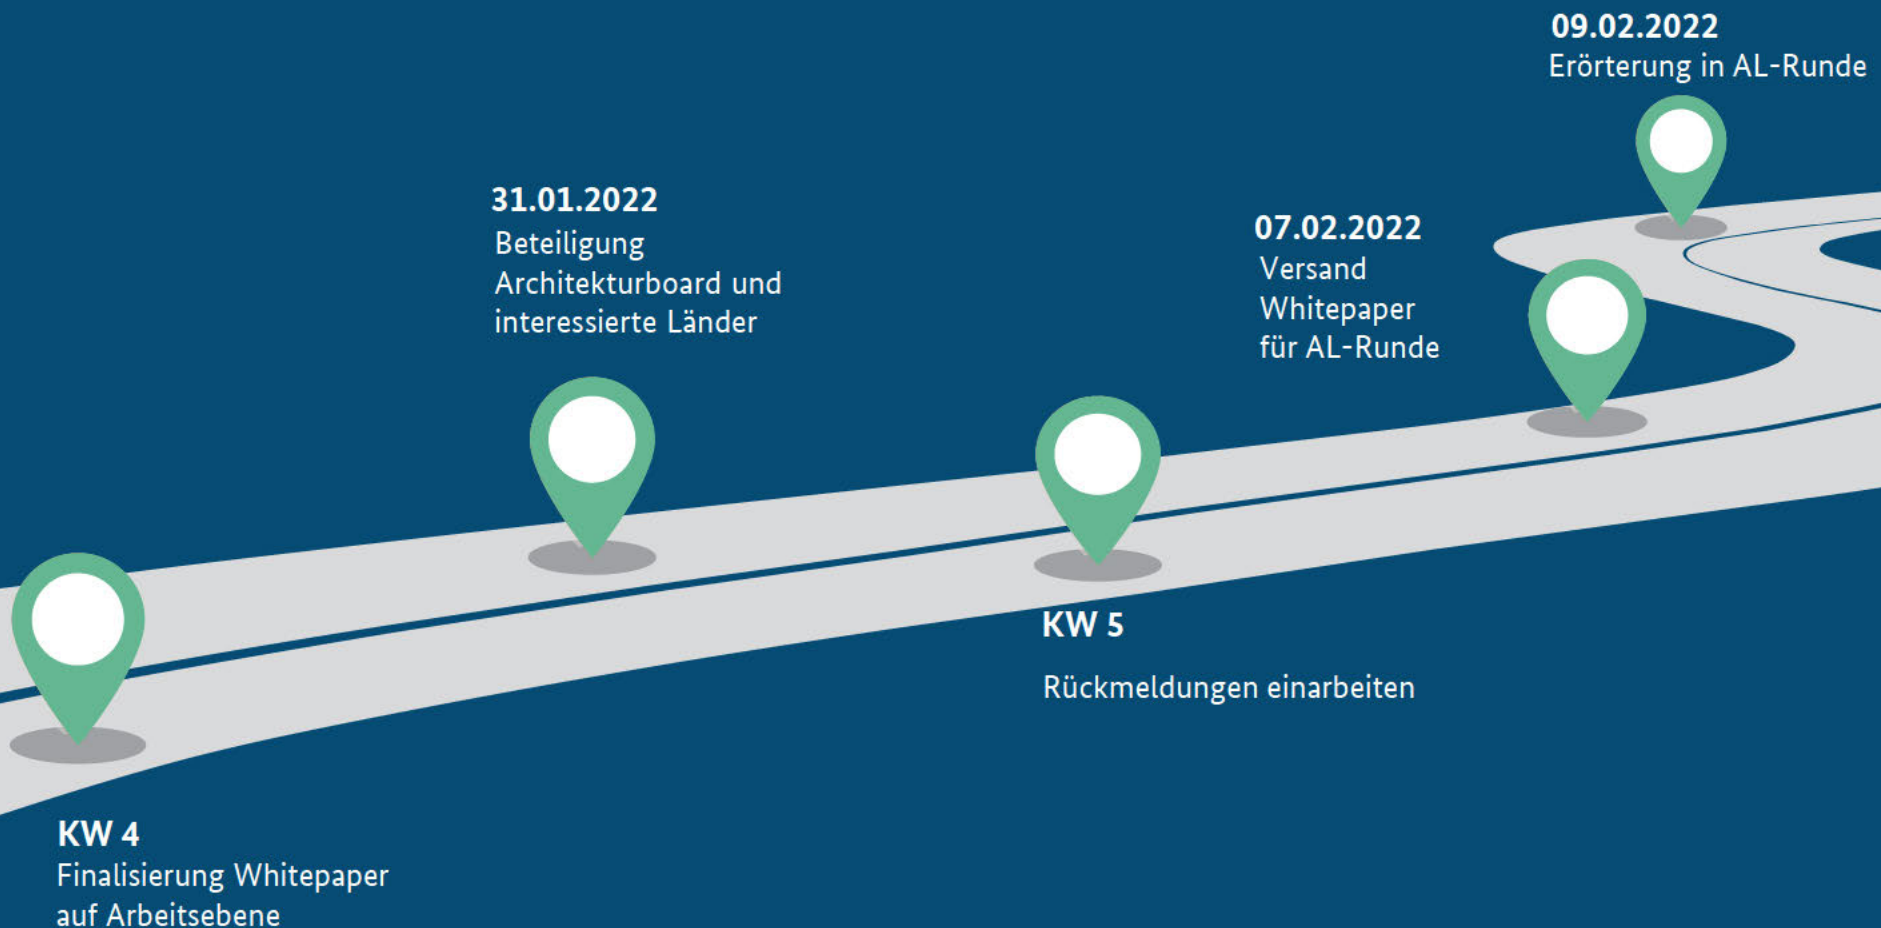 KW 4
Finalisierung Whitepaper
auf Arbeitsebene
31.01.2022
Beteiligung
Architekturboard und
interessierte Länder
KW 5
Rückmeldungen einarbeiten
07.02.2022
Versand
Whitepaper
für AL-Runde
09.02.2022
Erörterung in AL-Runde